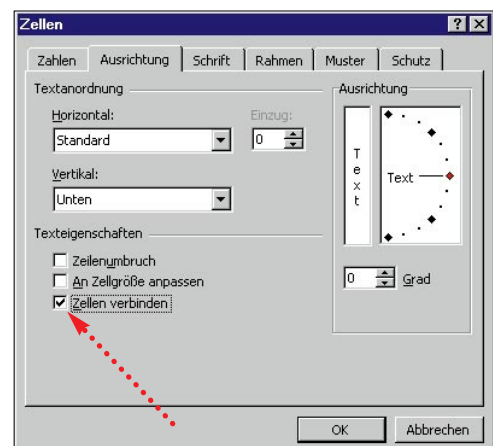 Zellen
Zahlen Ausrichtung Schrift Rahmen Muster Schutz
Textanordnung
Horizontal:
Standard
Einzug:
0
Vertikal:
Unten
Texteigenschaften
Zeilenumbruch
An Zellgröße anpassen
Zellen verbinden
Ausrichtung
Text
Text
0 Grad
OK Abbrechen